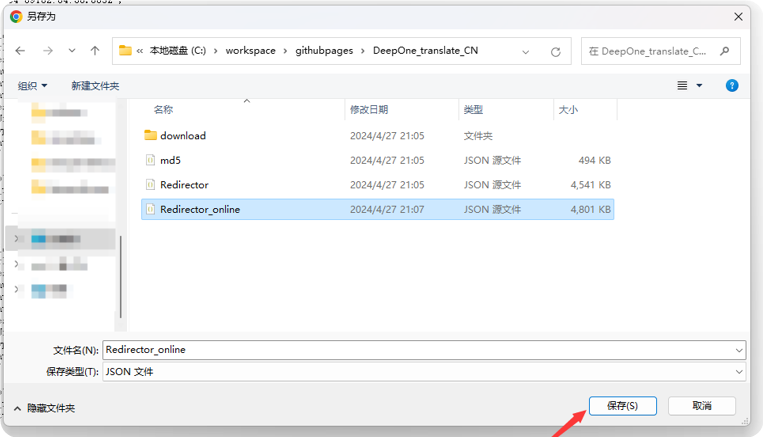 另存为
« 本地磁盘 (C:) › workspace › githubpages › DeepOne_translate_CN
在 DeepOne_translate_C...
组织 新建文件夹
名称 修改日期 类型 大小
download 2024/4/27 21:05 文件夹
md5 2024/4/27 21:05 JSON 源文件 494 KB
Redirector 2024/4/27 21:05 JSON 源文件 4,541 KB
Redirector_online 2024/4/27 21:07 JSON 源文件 4,801 KB
文件名(N): Redirector_online
保存类型(T): JSON 文件
隐藏文件夹 保存(S) 取消